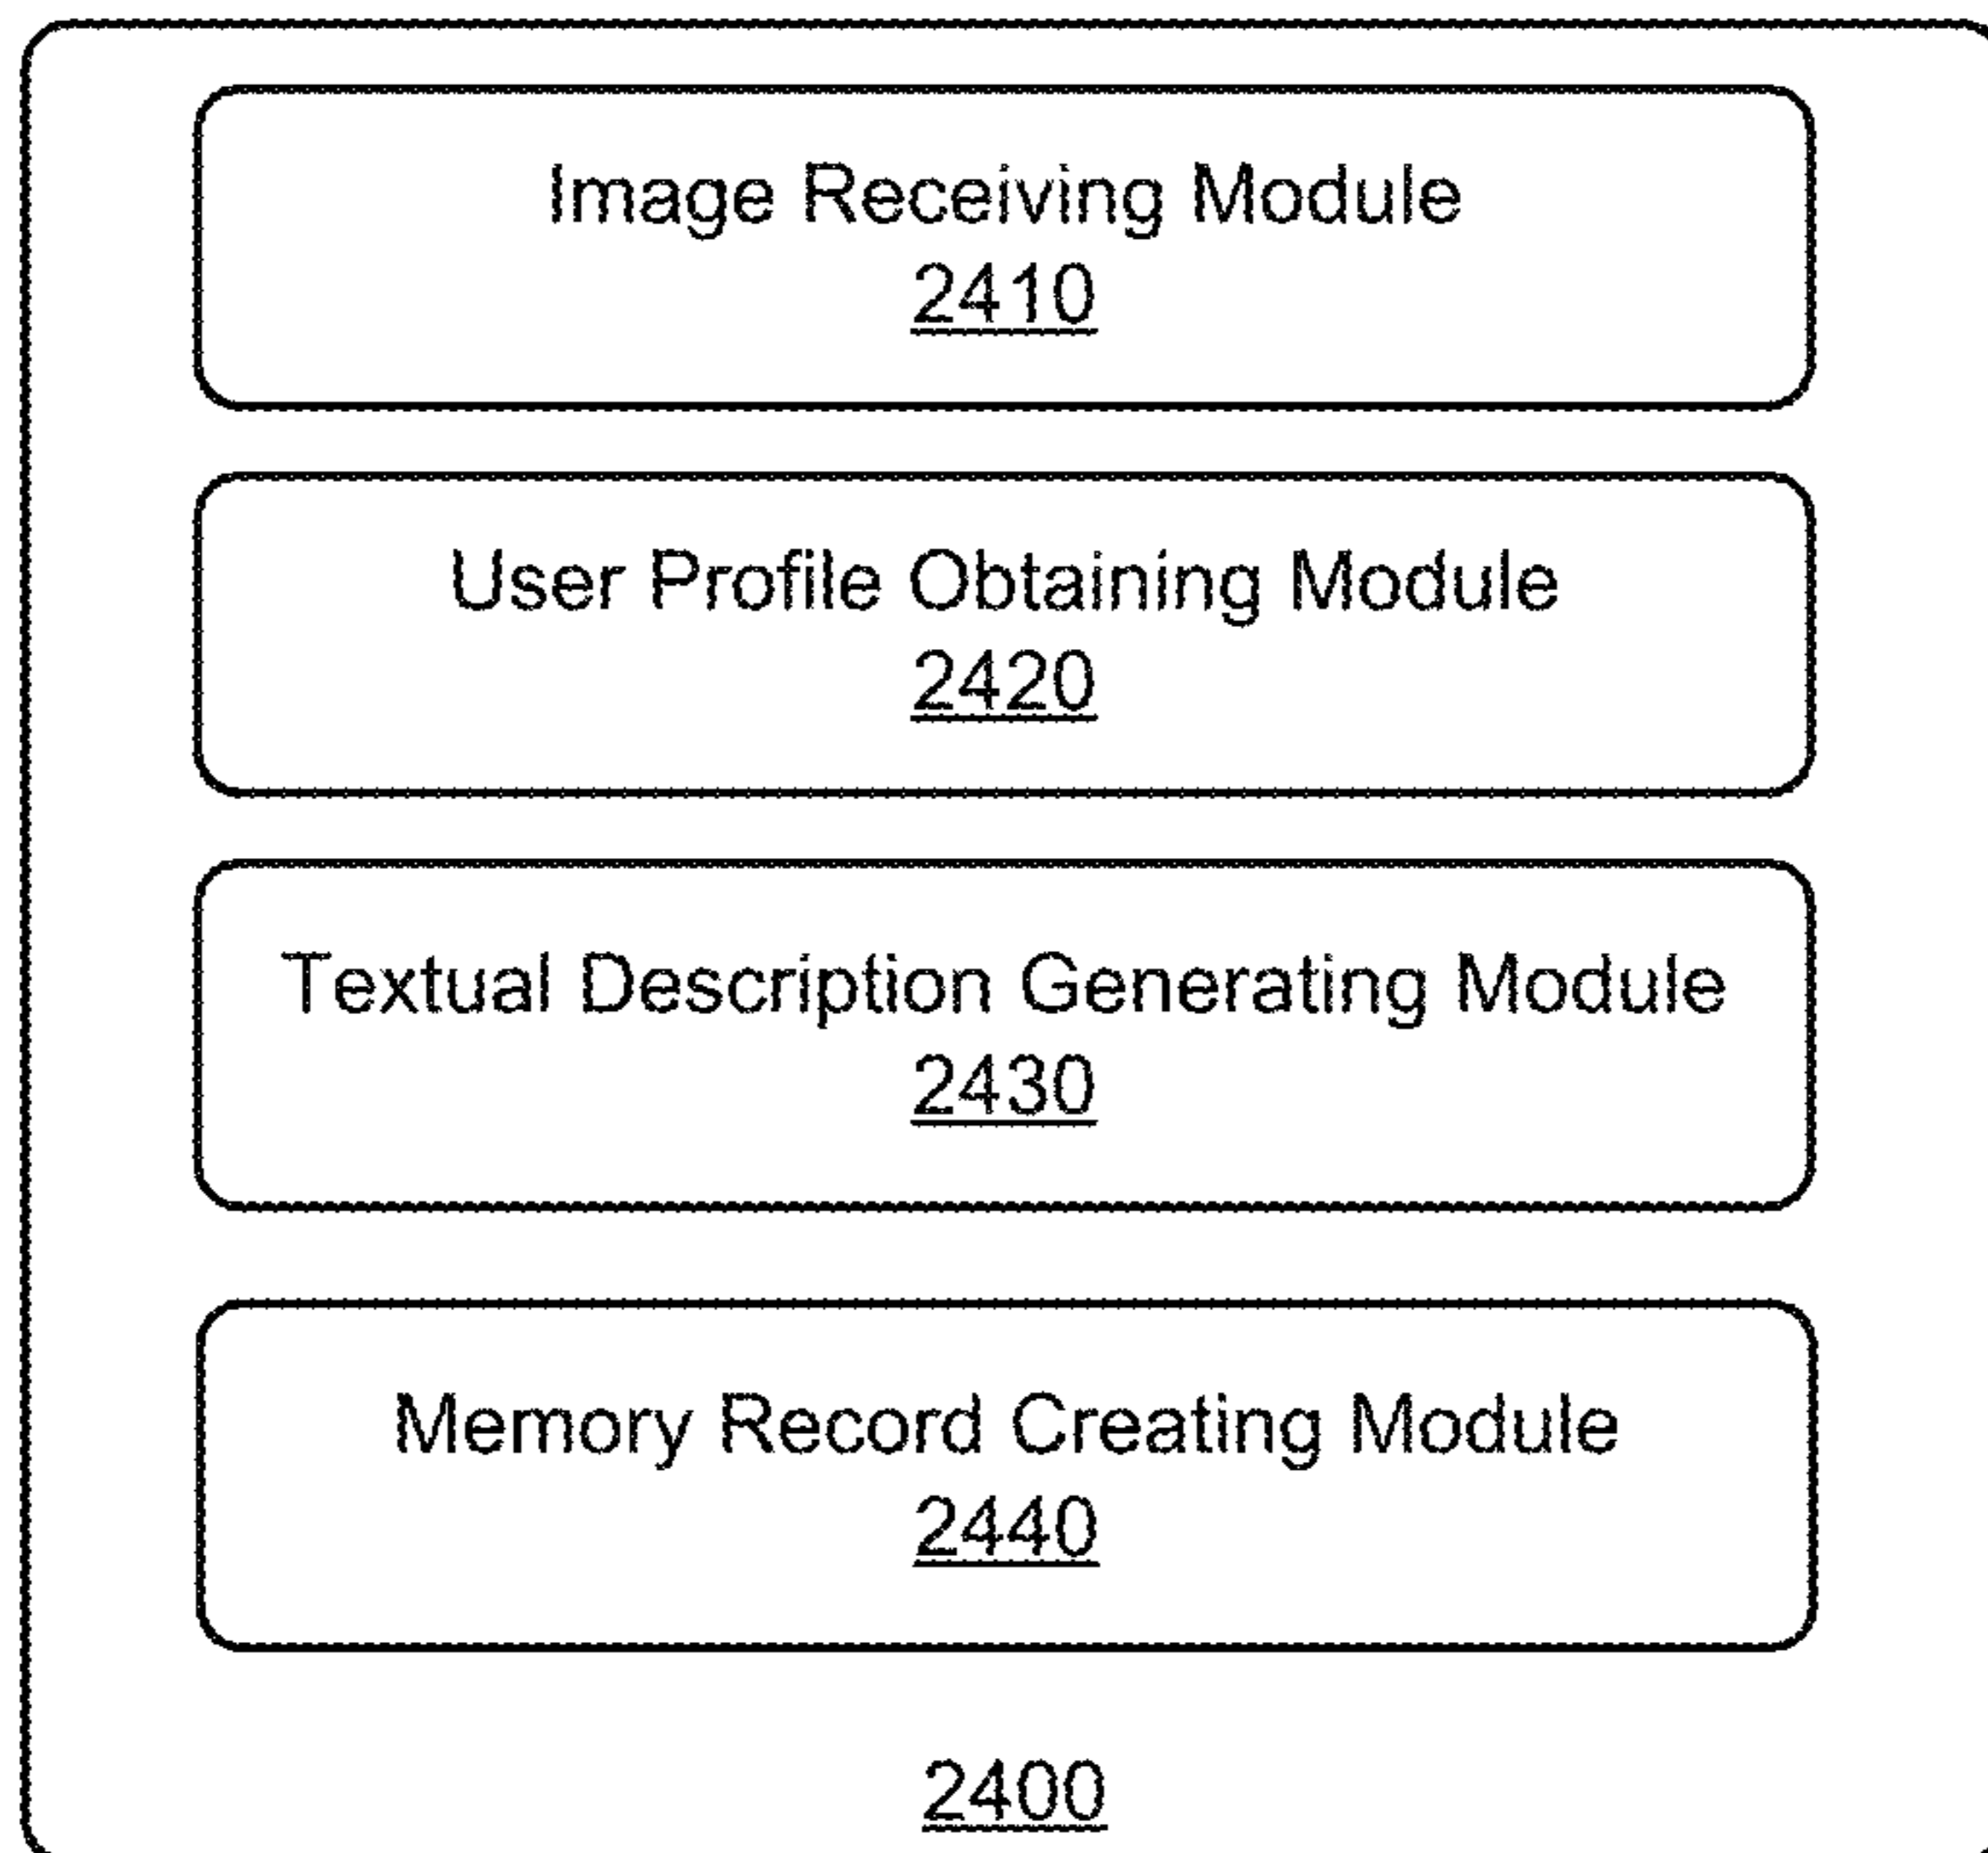 Image Receiving Module
2410
User Profile Obtaining Module
2420
Textual Description Generating Module
2430
Memory Record Creating Module
2440
2400